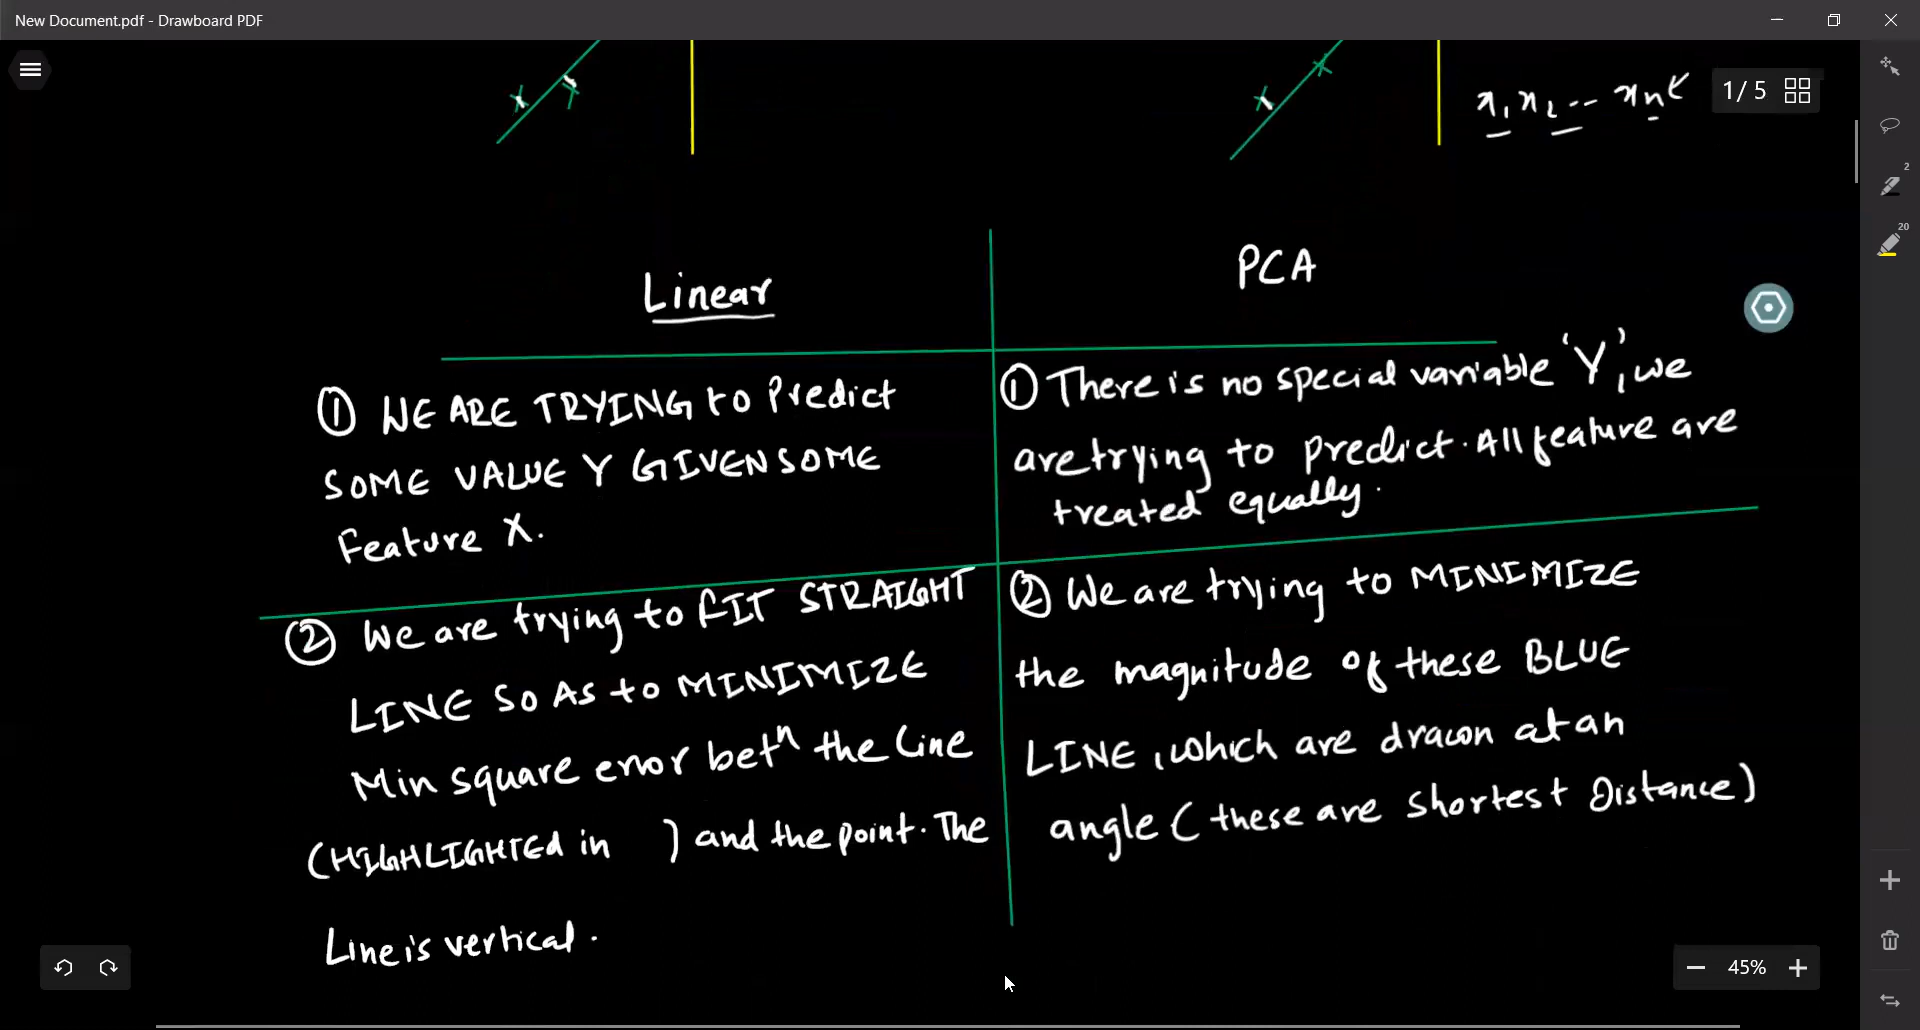 New Document.pdf - Drawboard PDF
x₁ x₂ -- xₙ
1 / 5
2
20
Linear
PCA
① WE ARE TRYING to Predict
SOME VALUE Y GIVEN SOME
Feature X.
① There is no special variable 'Y', we
are trying to predict. All feature are
treated equally.
② We are trying to FIT STRAIGHT
LINE SO AS to MINIMIZE
Min square error betⁿ the Line
(HIGHLIGHTEd in ) and the point. The
Line is vertical.
② We are trying to MINIMIZE
the magnitude of these BLUE
LINE, which are drawn at an
angle (these are shortest Distance)
45%